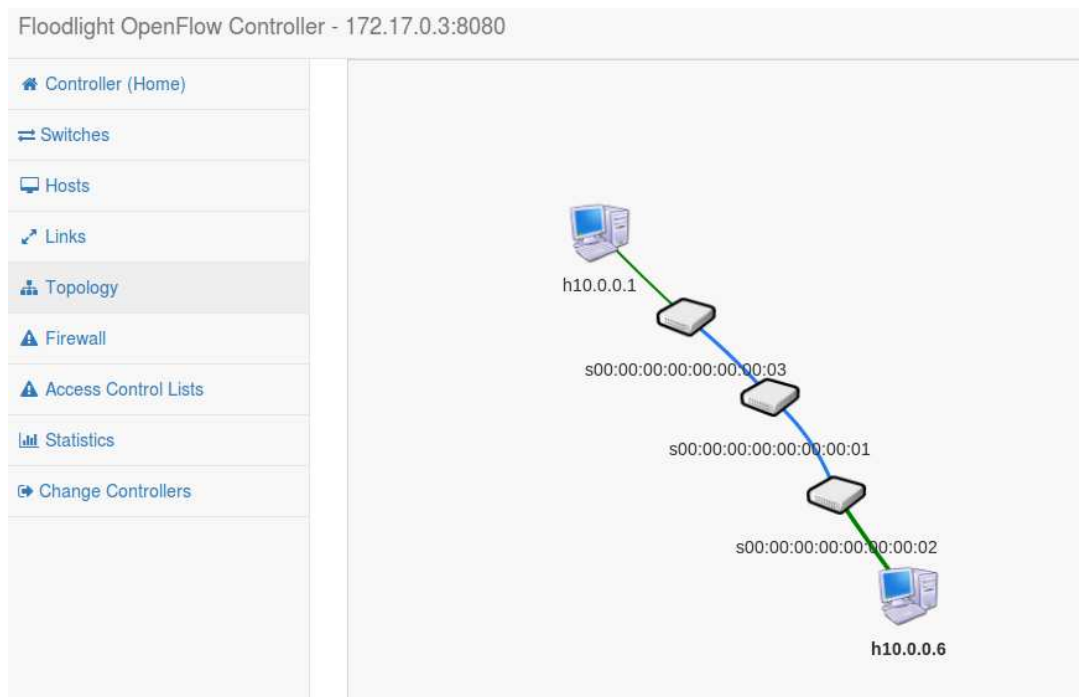 Floodlight OpenFlow Controller - 172.17.0.3:8080
Controller (Home)
Switches
Hosts
Links
Topology
Firewall
Access Control Lists
Statistics
Change Controllers
h10.0.0.1
s00:00:00:00:00:00:00:03
s00:00:00:00:00:00:00:01
s00:00:00:00:00:00:00:02
h10.0.0.6